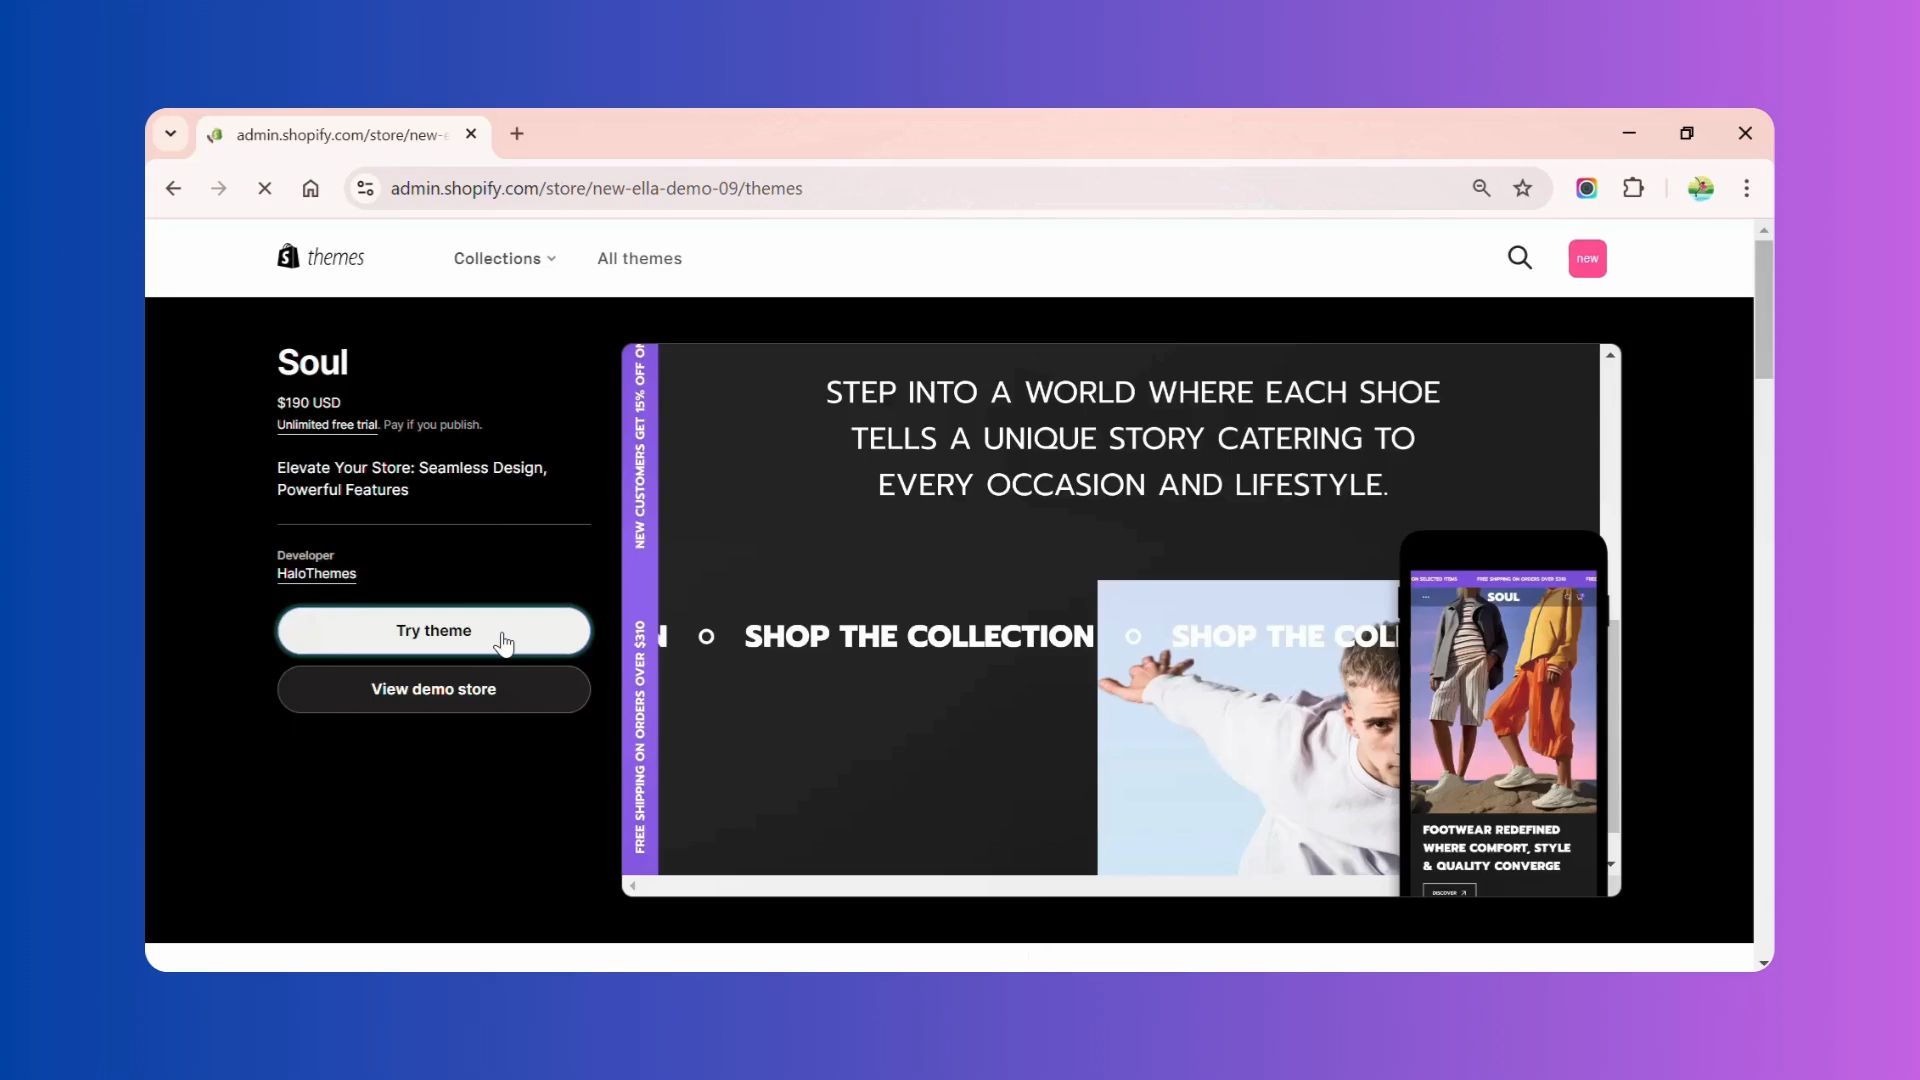 admin.shopify.com/store/new-e
admin.shopify.com/store/new-ella-demo-09/themes
themes
Collections
All themes
new
Soul
$190 USD
Unlimited free trial. Pay if you publish.
Elevate Your Store: Seamless Design,
Powerful Features
Developer
HaloThemes
Try theme
View demo store
NEW CUSTOMERS GET 15% OFF ON
FREE SHIPPING ON ORDERS OVER $310
STEP INTO A WORLD WHERE EACH SHOE
TELLS A UNIQUE STORY CATERING TO
EVERY OCCASION AND LIFESTYLE.
N SHOP THE COLLECTION SHOP THE COLL
ON SELECTED ITEMS FREE SHIPPING ON ORDERS OVER $310 FREE
SOUL
FOOTWEAR REDEFINED
WHERE COMFORT, STYLE
& QUALITY CONVERGE
DISCOVER